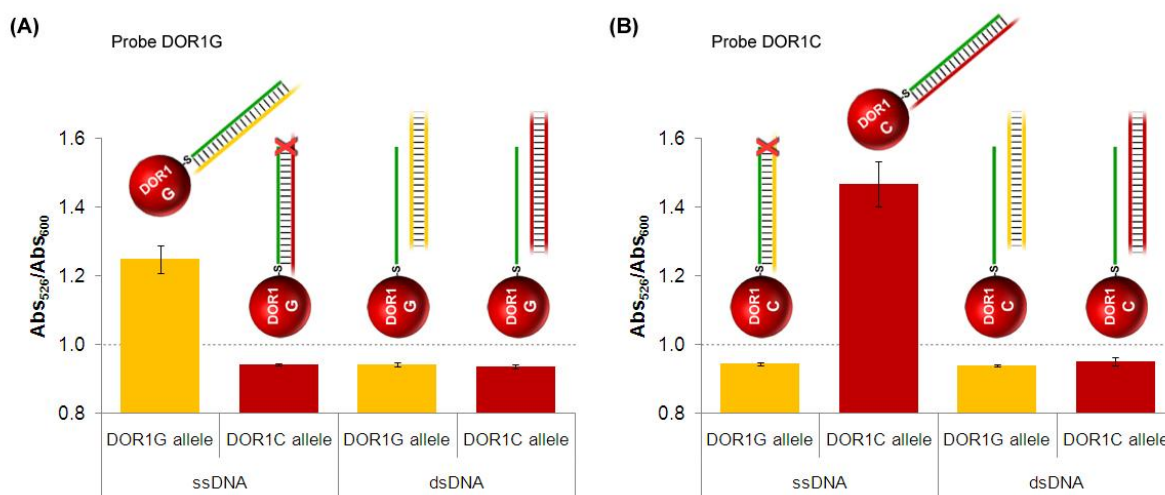 (A)
Probe DOR1G
Abs526/Abs600
1.6
1.4
1.2
1.0
0.8
S
DOR1
G
S
DOR1
G
S
DOR1
G
S
DOR1
G
DOR1G allele
DOR1C allele
DOR1G allele
DOR1C allele
ssDNA
dsDNA
(B)
Probe DOR1C
Abs526/Abs600
1.6
1.4
1.2
1.0
0.8
S
DOR1
C
S
DOR1
C
S
DOR1
C
S
DOR1
C
DOR1G allele
DOR1C allele
DOR1G allele
DOR1C allele
ssDNA
dsDNA